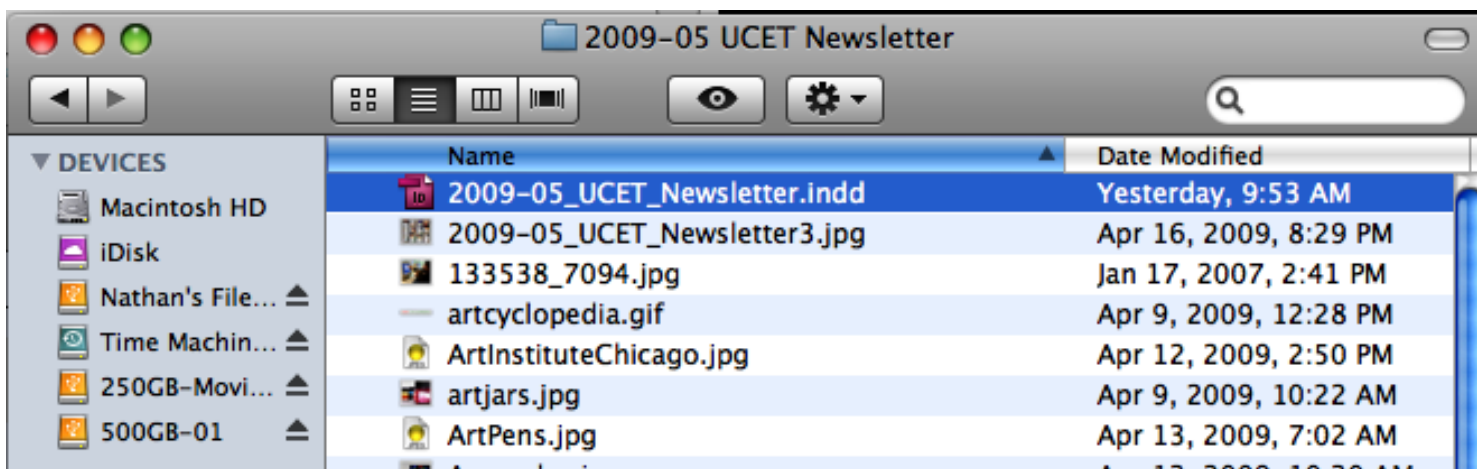 2009-05 UCET Newsletter
Name
Date Modified
DEVICES
Macintosh HD
iDisk
Nathan's File...
Time Machin...
250GB-Movi...
500GB-01
2009-05_UCET_Newsletter.indd Yesterday, 9:53 AM
2009-05_UCET_Newsletter3.jpg Apr 16, 2009, 8:29 PM
133538_7094.jpg Jan 17, 2007, 2:41 PM
artcyclopedia.gif Apr 9, 2009, 12:28 PM
ArtInstituteChicago.jpg Apr 12, 2009, 2:50 PM
artjars.jpg Apr 9, 2009, 10:22 AM
ArtPens.jpg Apr 13, 2009, 7:02 AM